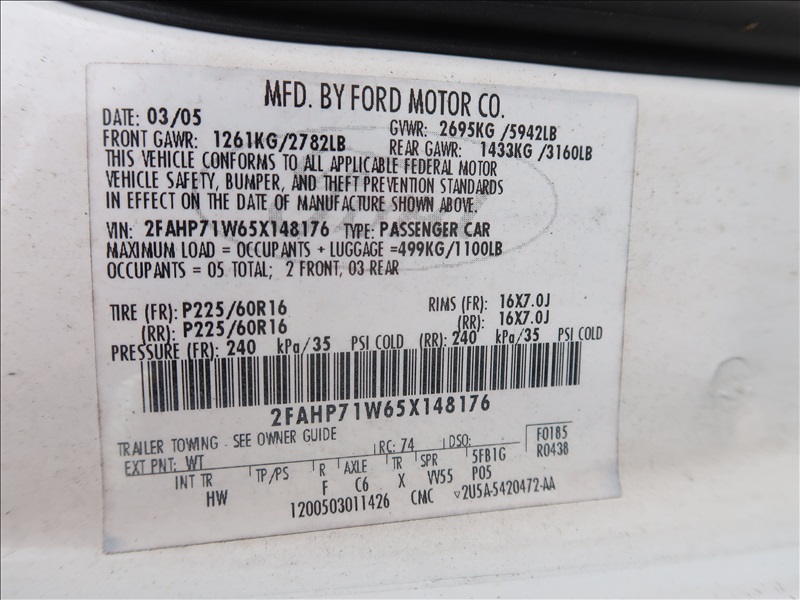 MFD. BY FORD MOTOR CO.
DATE: 03/05 GVWR: 2695KG /5942LB
FRONT GAWR: 1261KG/2782LB REAR GAWR: 1433KG /3160LB
THIS VEHICLE CONFORMS TO ALL APPLICABLE FEDERAL MOTOR
VEHICLE SAFETY, BUMPER, AND THEFT PREVENTION STANDARDS
IN EFFECT ON THE DATE OF MANUFACTURE SHOWN ABOVE.
VIN: 2FAHP71W65X148176 TYPE: PASSENGER CAR
MAXIMUM LOAD = OCCUPANTS + LUGGAGE =499KG/1100LB
OCCUPANTS = 05 TOTAL; 2 FRONT, 03 REAR
TIRE (FR): P225/60R16 RIMS (FR): 16X7.0J
(RR): P225/60R16 (RR): 16X7.0J
PRESSURE (FR): 240 kPa/35 PSI COLD (RR): 240 kPa/35 PSI COLD
2FAHP71W65X148176
TRAILER TOWING - SEE OWNER GUIDE
EXT PNT: WT RC: 74 DSO: F0185
INT TR TP/PS R AXLE TR SPR 5FB1G R0438
HW F C6 X VV55 P05
1200503011426 CMC 2U5A-5420472-AA